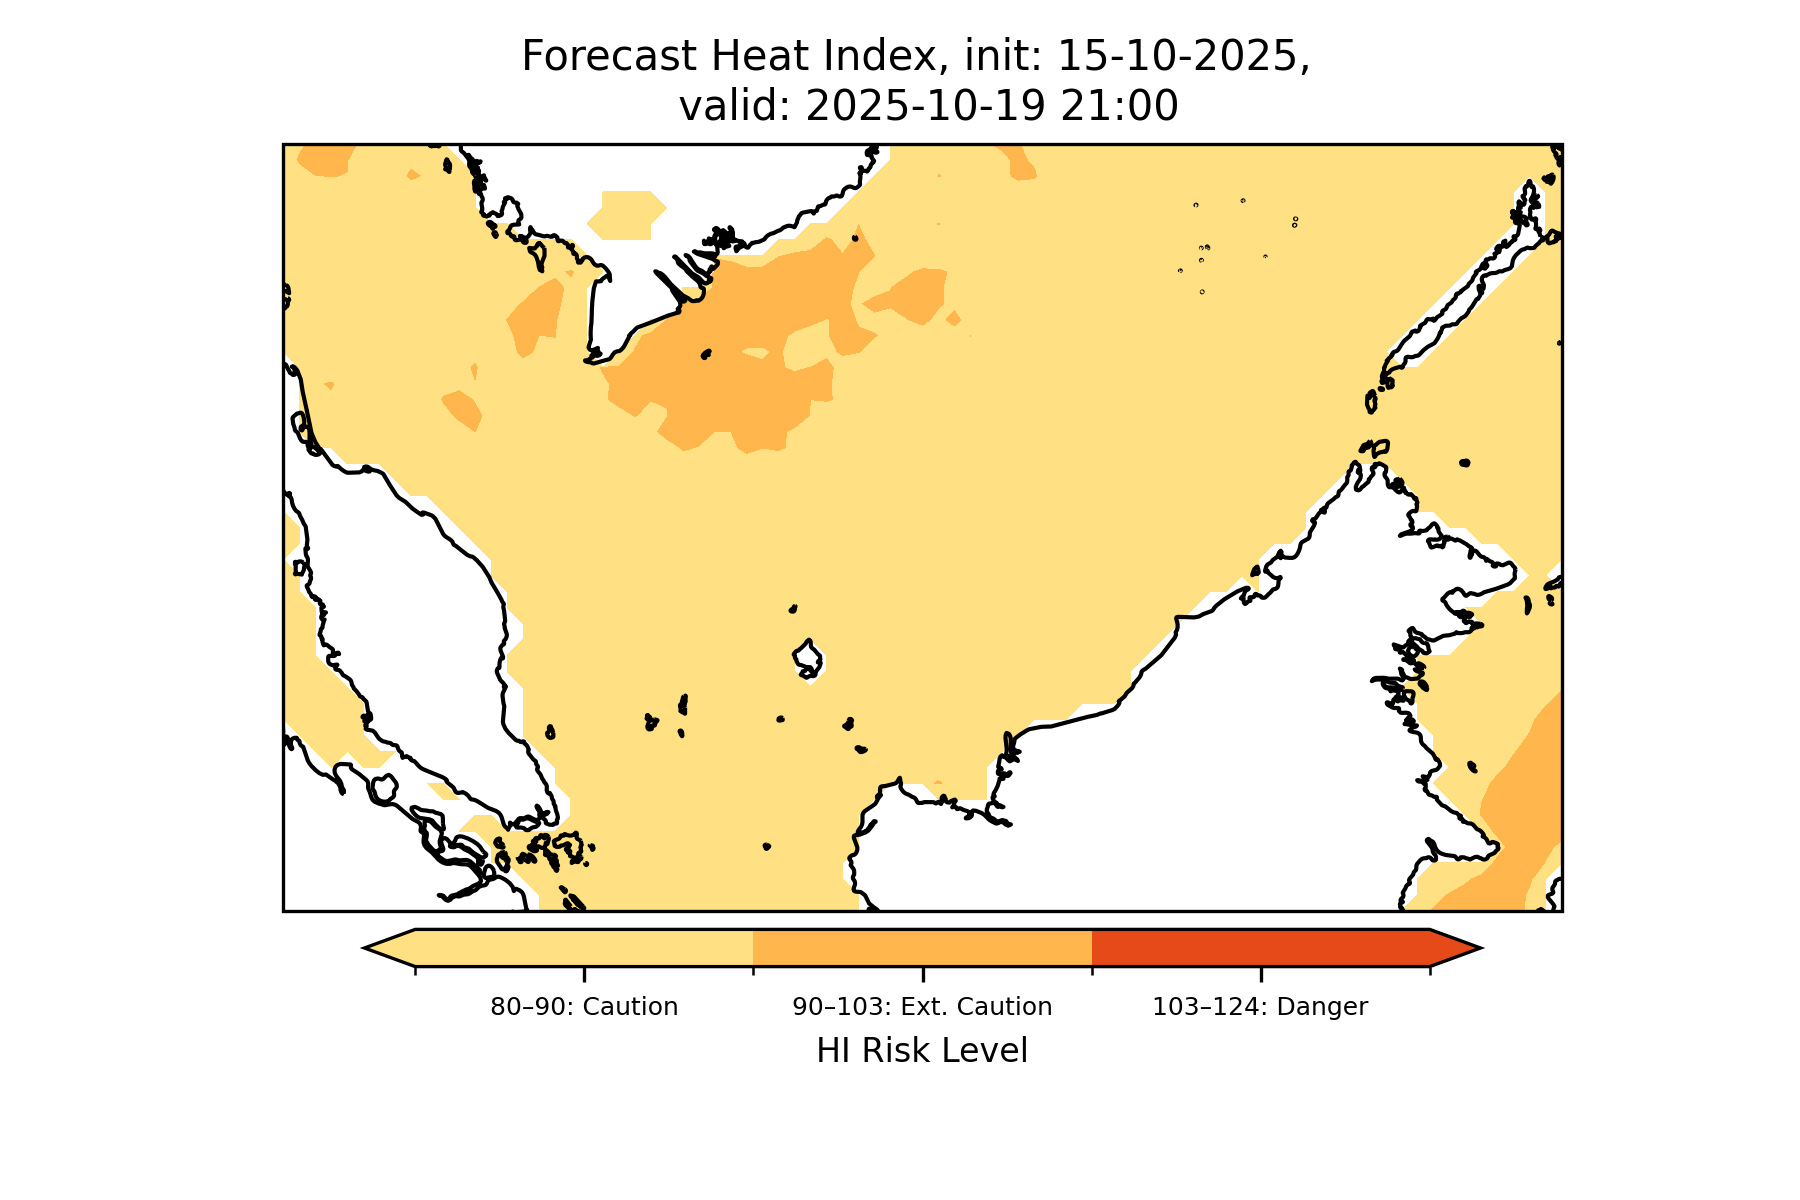 Forecast Heat Index, init: 15-10-2025,
valid: 2025-10-19 21:00
80–90: Caution
90–103: Ext. Caution
103–124: Danger
HI Risk Level